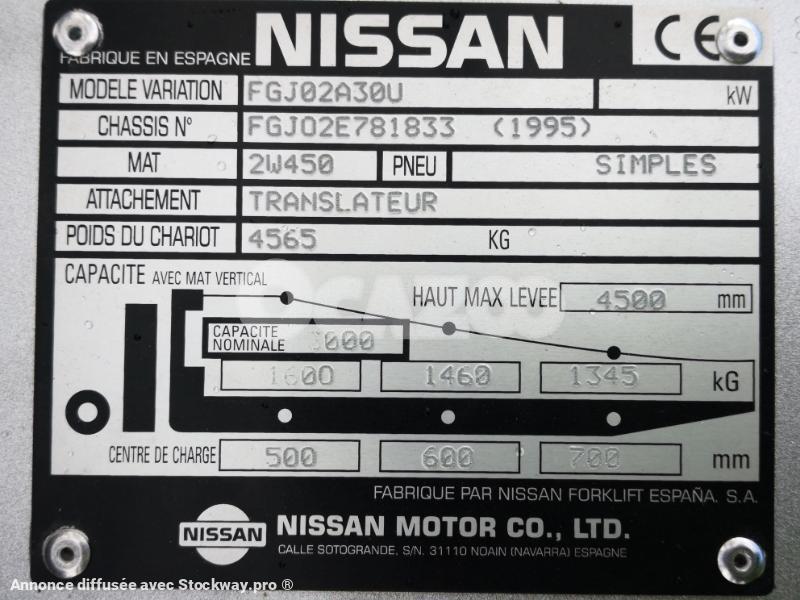 FABRIQUE EN ESPAGNE NISSAN CE
MODELE VARIATION FGJ02A30U kW
CHASSIS Nº FGJ02E781833 (1995)
MAT 2W450 PNEU SIMPLES
ATTACHEMENT TRANSLATEUR
POIDS DU CHARIOT 4565 KG
CAPACITE AVEC MAT VERTICAL
HAUT MAX LEVEE 4500 mm
OCAZOO
CAPACITE NOMINALE 3000
1600 1460 1345 kG
CENTRE DE CHARGE 500 600 700 mm
FABRIQUE PAR NISSAN FORKLIFT ESPAÑA. S.A.
NISSAN NISSAN MOTOR CO., LTD.
CALLE SOTOGRANDE, S/N. 31110 NOAIN (NAVARRA) ESPAGNE
Annonce diffusée avec Stockway.pro ®